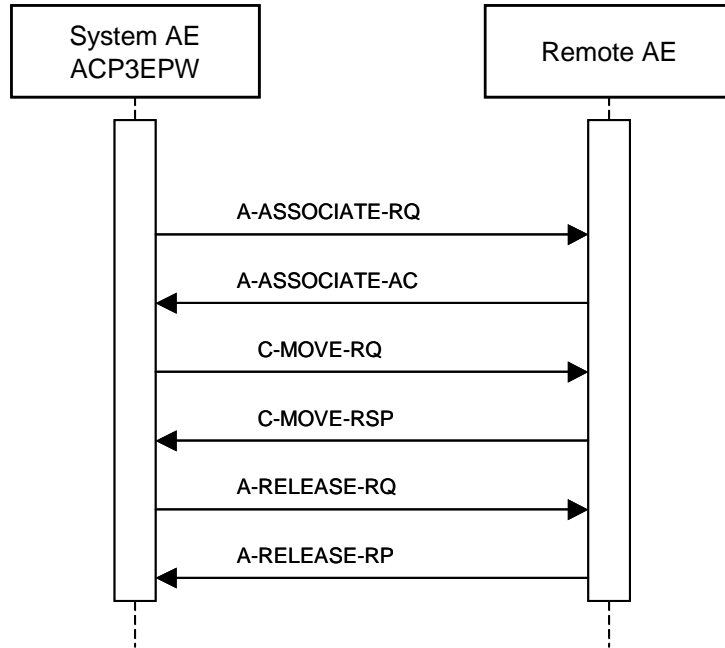 System AE
ACP3EPW
Remote AE
A-ASSOCIATE-RQ
A-ASSOCIATE-AC
C-MOVE-RQ
C-MOVE-RSP
A-RELEASE-RQ
A-RELEASE-RP